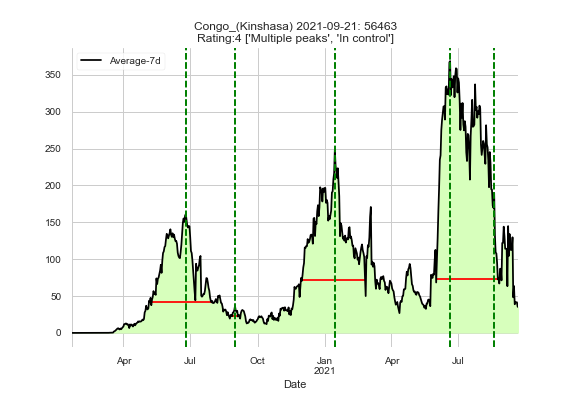 Congo_(Kinshasa) 2021-09-21: 56463
Rating:4 ['Multiple peaks', 'In control']
Average-7d
350
300
250
200
150
100
50
0
Apr
Jul
Oct
Jan
2021
Apr
Jul
Date